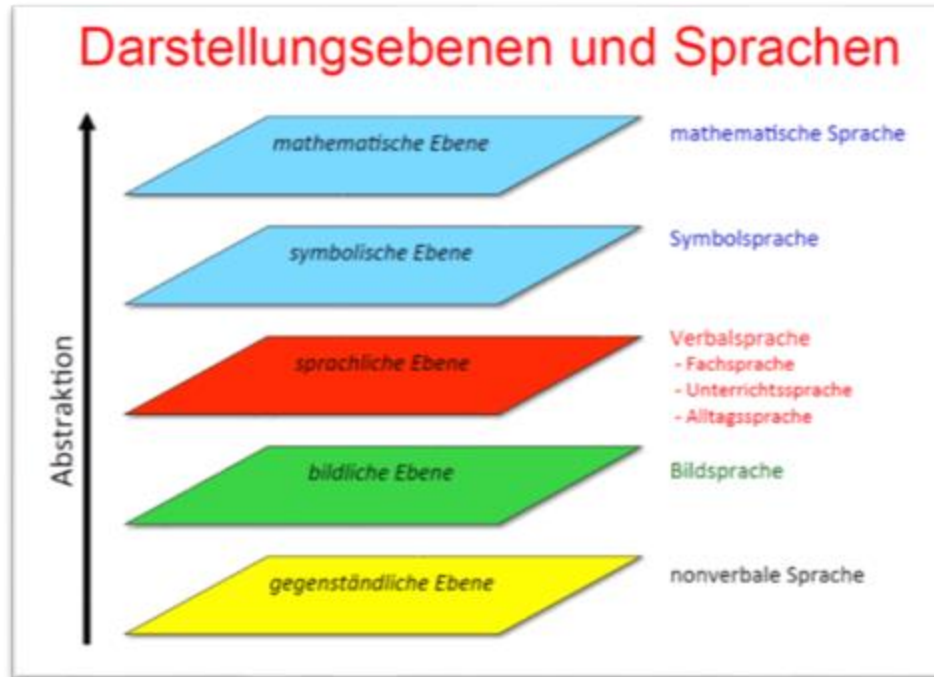 Darstellungsebenen und Sprachen
mathematische Ebene
mathematische Sprache
symbolische Ebene
Symbolsprache
sprachliche Ebene
Verbalsprache
- Fachsprache
- Unterrichtssprache
- Alltagssprache
bildliche Ebene
Bildsprache
gegenständliche Ebene
nonverbale Sprache
Abstraktion